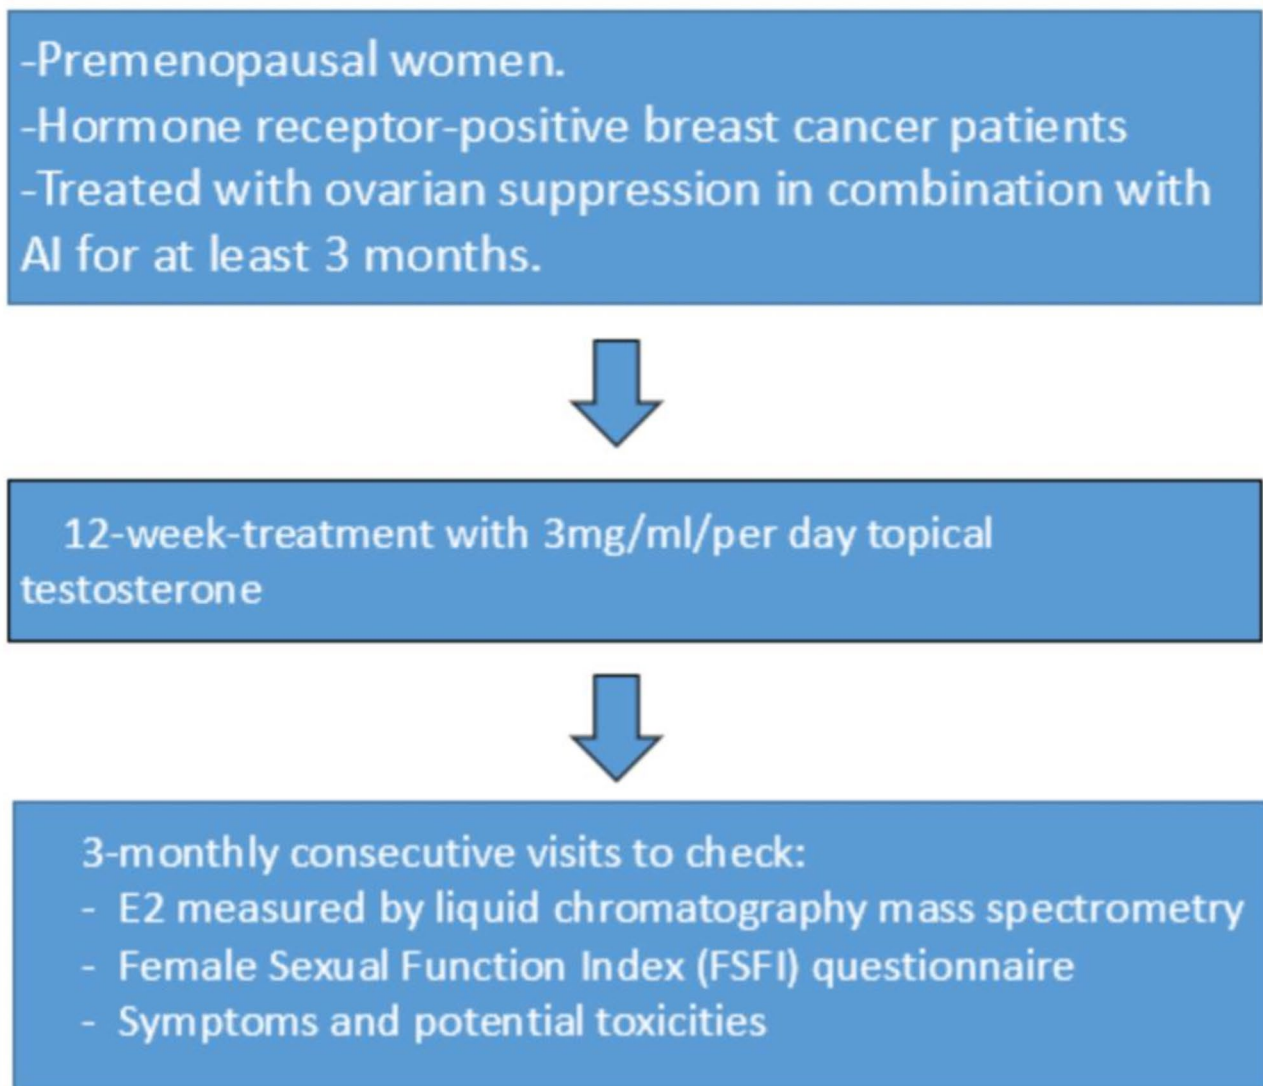 -Premenopausal women.
-Hormone receptor-positive breast cancer patients
-Treated with ovarian suppression in combination with
AI for at least 3 months.
12-week-treatment with 3mg/ml/per day topical
testosterone
3-monthly consecutive visits to check:
- E2 measured by liquid chromatography mass spectrometry
- Female Sexual Function Index (FSFI) questionnaire
- Symptoms and potential toxicities